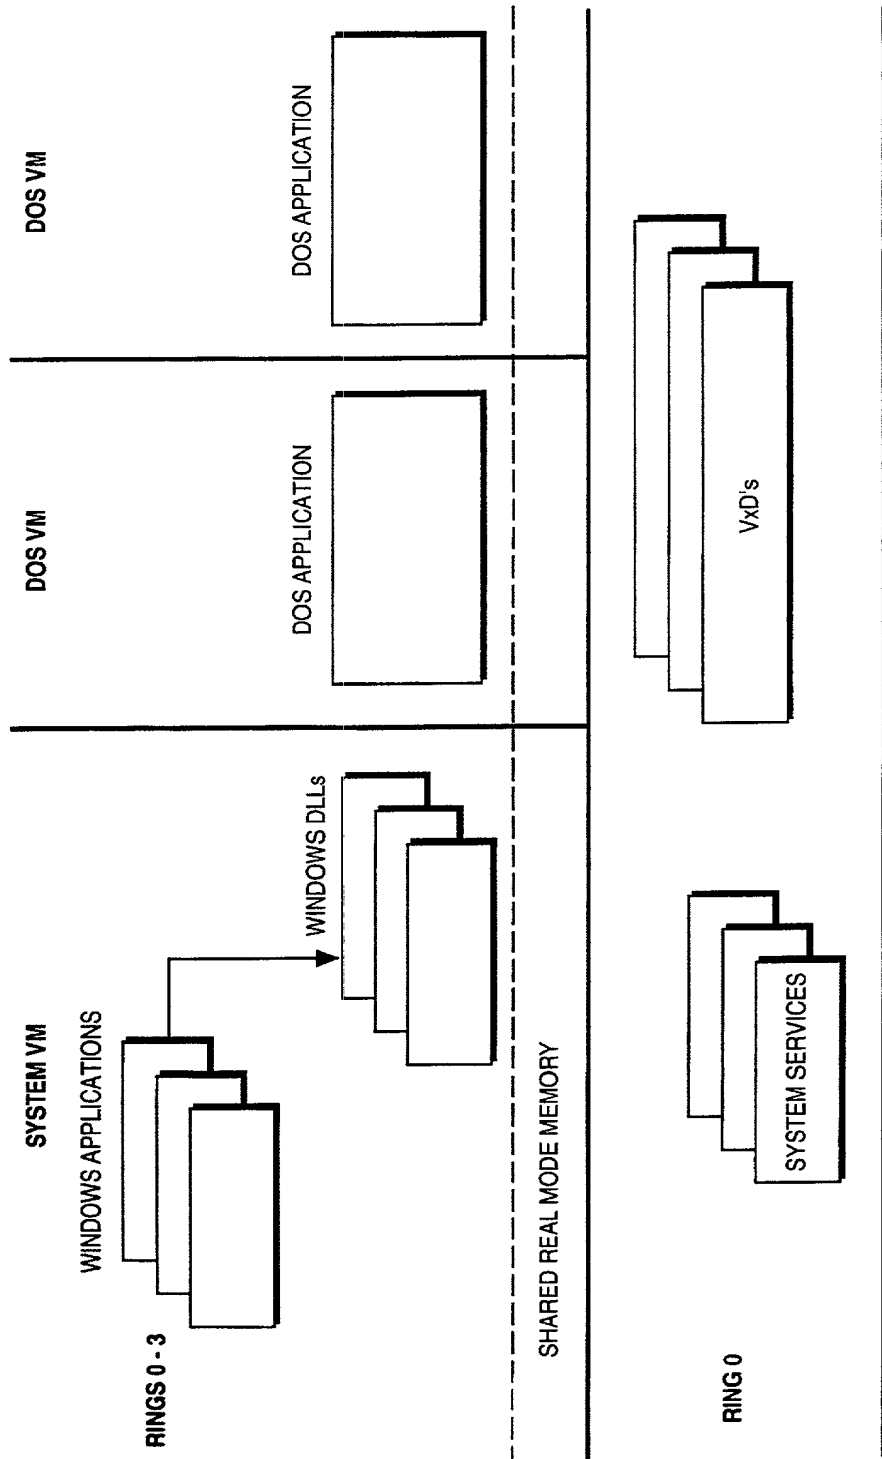 SYSTEM VM
DOS VM
DOS VM
WINDOWS APPLICATIONS
RINGS 0 - 3
WINDOWS DLLs
DOS APPLICATION
DOS APPLICATION
SHARED REAL MODE MEMORY
RING 0
SYSTEM SERVICES
VxD's